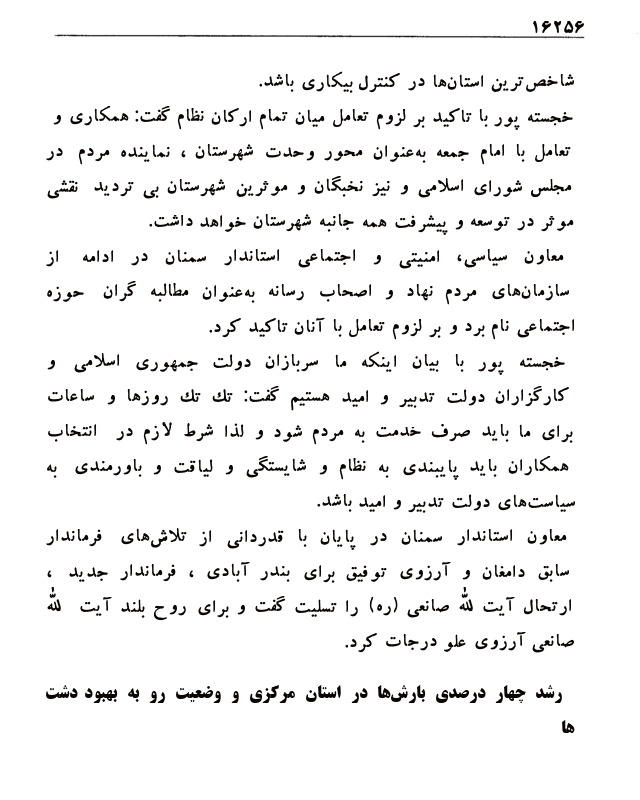 ۱۶۲۵۶
شاخص‌ترین استان‌ها در کنترل بیکاری باشد.
خجسته پور با تاکید بر لزوم تعامل میان تمام ارکان نظام گفت: همکاری و
تعامل با امام جمعه به‌عنوان محور وحدت شهرستان ، نماینده مردم در
مجلس شورای اسلامی و نیز نخبگان و موثرین شهرستان بی تردید نقشی
موثر در توسعه و پیشرفت همه جانبه شهرستان خواهد داشت.
معاون سیاسی، امنیتی و اجتماعی استاندار سمنان در ادامه از
سازمان‌های مردم نهاد و اصحاب رسانه به‌عنوان مطالبه گران حوزه
اجتماعی نام برد و بر لزوم تعامل با آنان تاکید کرد.
خجسته پور با بیان اینکه ما سربازان دولت جمهوری اسلامی و
کارگزاران دولت تدبیر و امید هستیم گفت: تك تك روزها و ساعات
برای ما باید صرف خدمت به مردم شود و لذا شرط لازم در انتخاب
همکاران باید پایبندی به نظام و شایستگی و لیاقت و باورمندی به
سیاست‌های دولت تدبیر و امید باشد.
معاون استاندار سمنان در پایان با قدردانی از تلاش‌های فرماندار
سابق دامغان و آرزوی توفیق برای بندر آبادی ، فرماندار جدید ،
ارتحال آیت لله صانعی (ره) را تسلیت گفت و برای روح بلند آیت لله
صانعی آرزوی علو درجات کرد.
رشد چهار درصدی بارش‌ها در استان مرکزی و وضعیت رو به بهبود دشت
ها